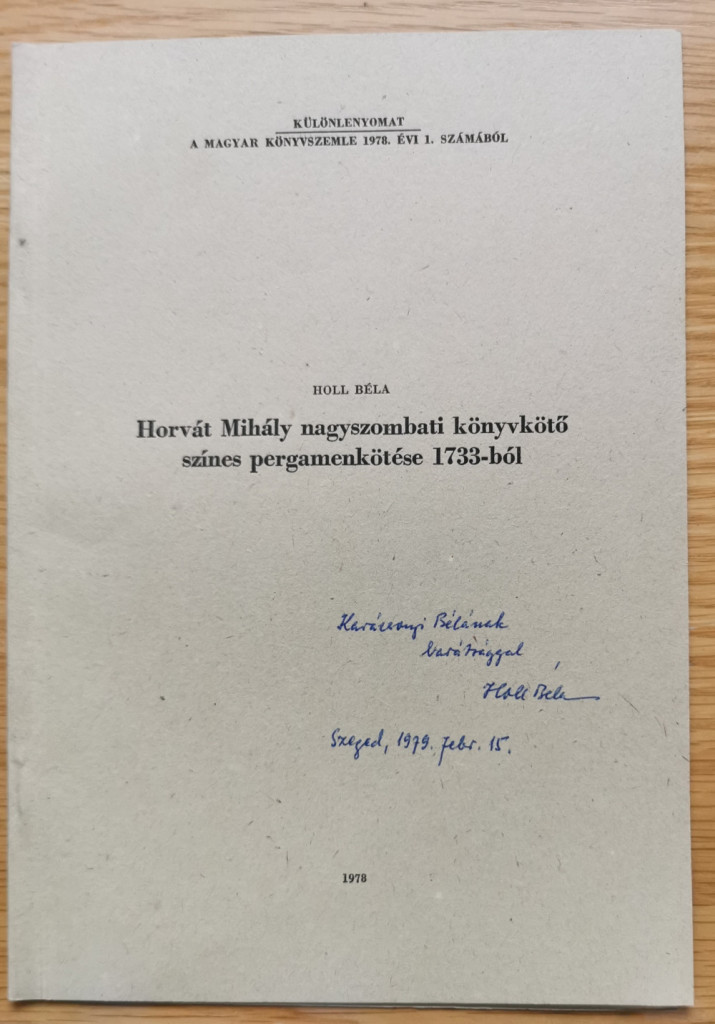 KÜLÖNLENYOMAT
A MAGYAR KÖNYVSZEMLE 1978. ÉVI 1. SZÁMÁBÓL
HOLL BÉLA
Horvát Mihály nagyszombati könyvkötő
színes pergamenkötése 1733-ból
Karácsonyi Bélának
barátsággal
Holl Béla
Szeged, 1979. febr. 15.
1978